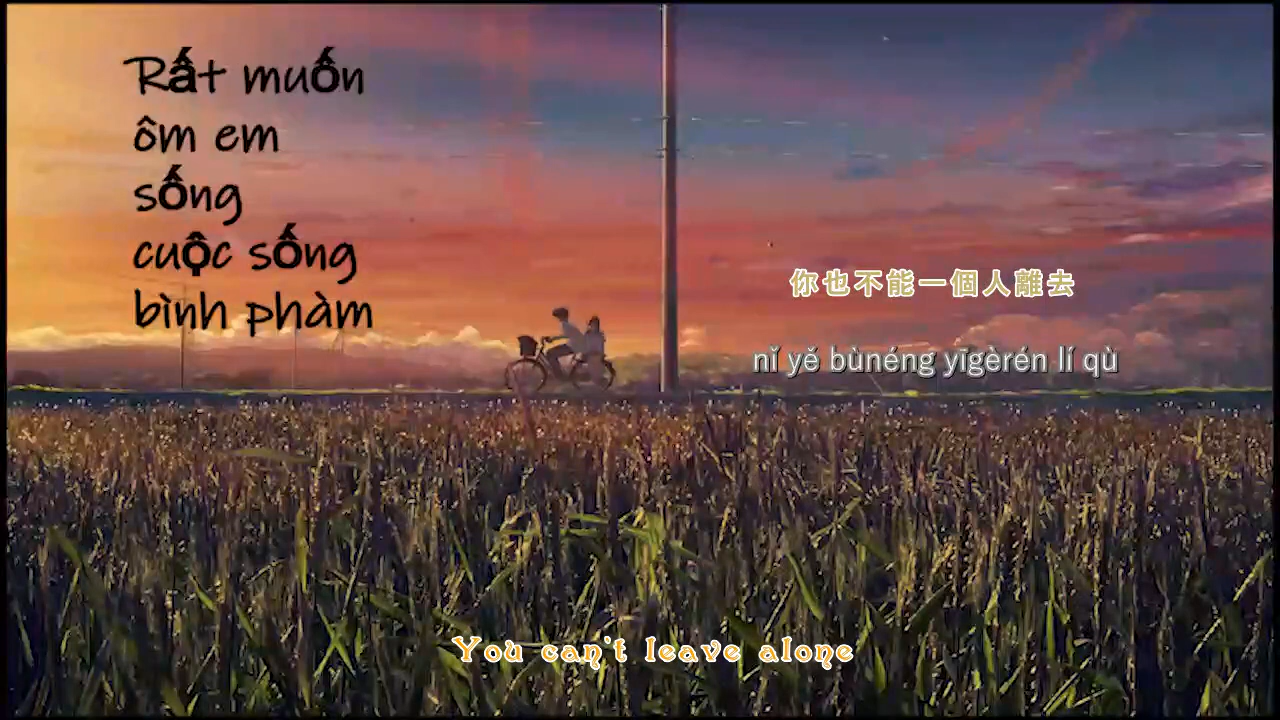 Rất muốn
ôm em
sống
cuộc sống
bình phàm
你也不能一個人離去
nǐ yě bùnéng yīgèrén lí qù
You can't leave alone